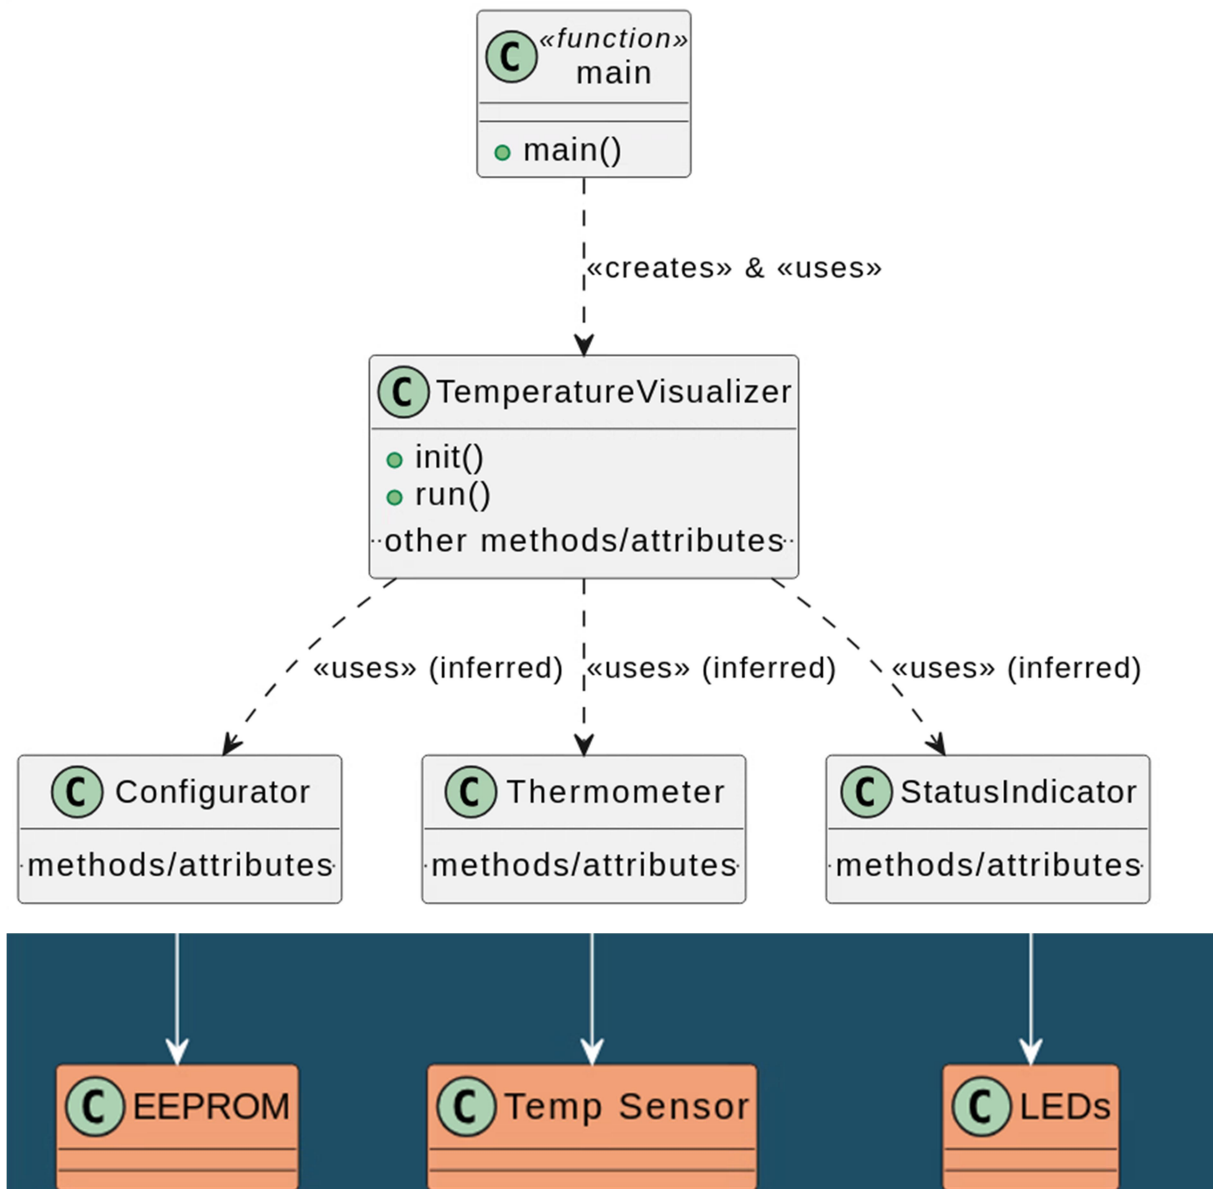 C «function»
main
main()
«creates» & «uses»
C TemperatureVisualizer
init()
run()
other methods/attributes
«uses» (inferred) «uses» (inferred) «uses» (inferred)
C Configurator C Thermometer C StatusIndicator
methods/attributes methods/attributes methods/attributes
C EEPROM C Temp Sensor C LEDs